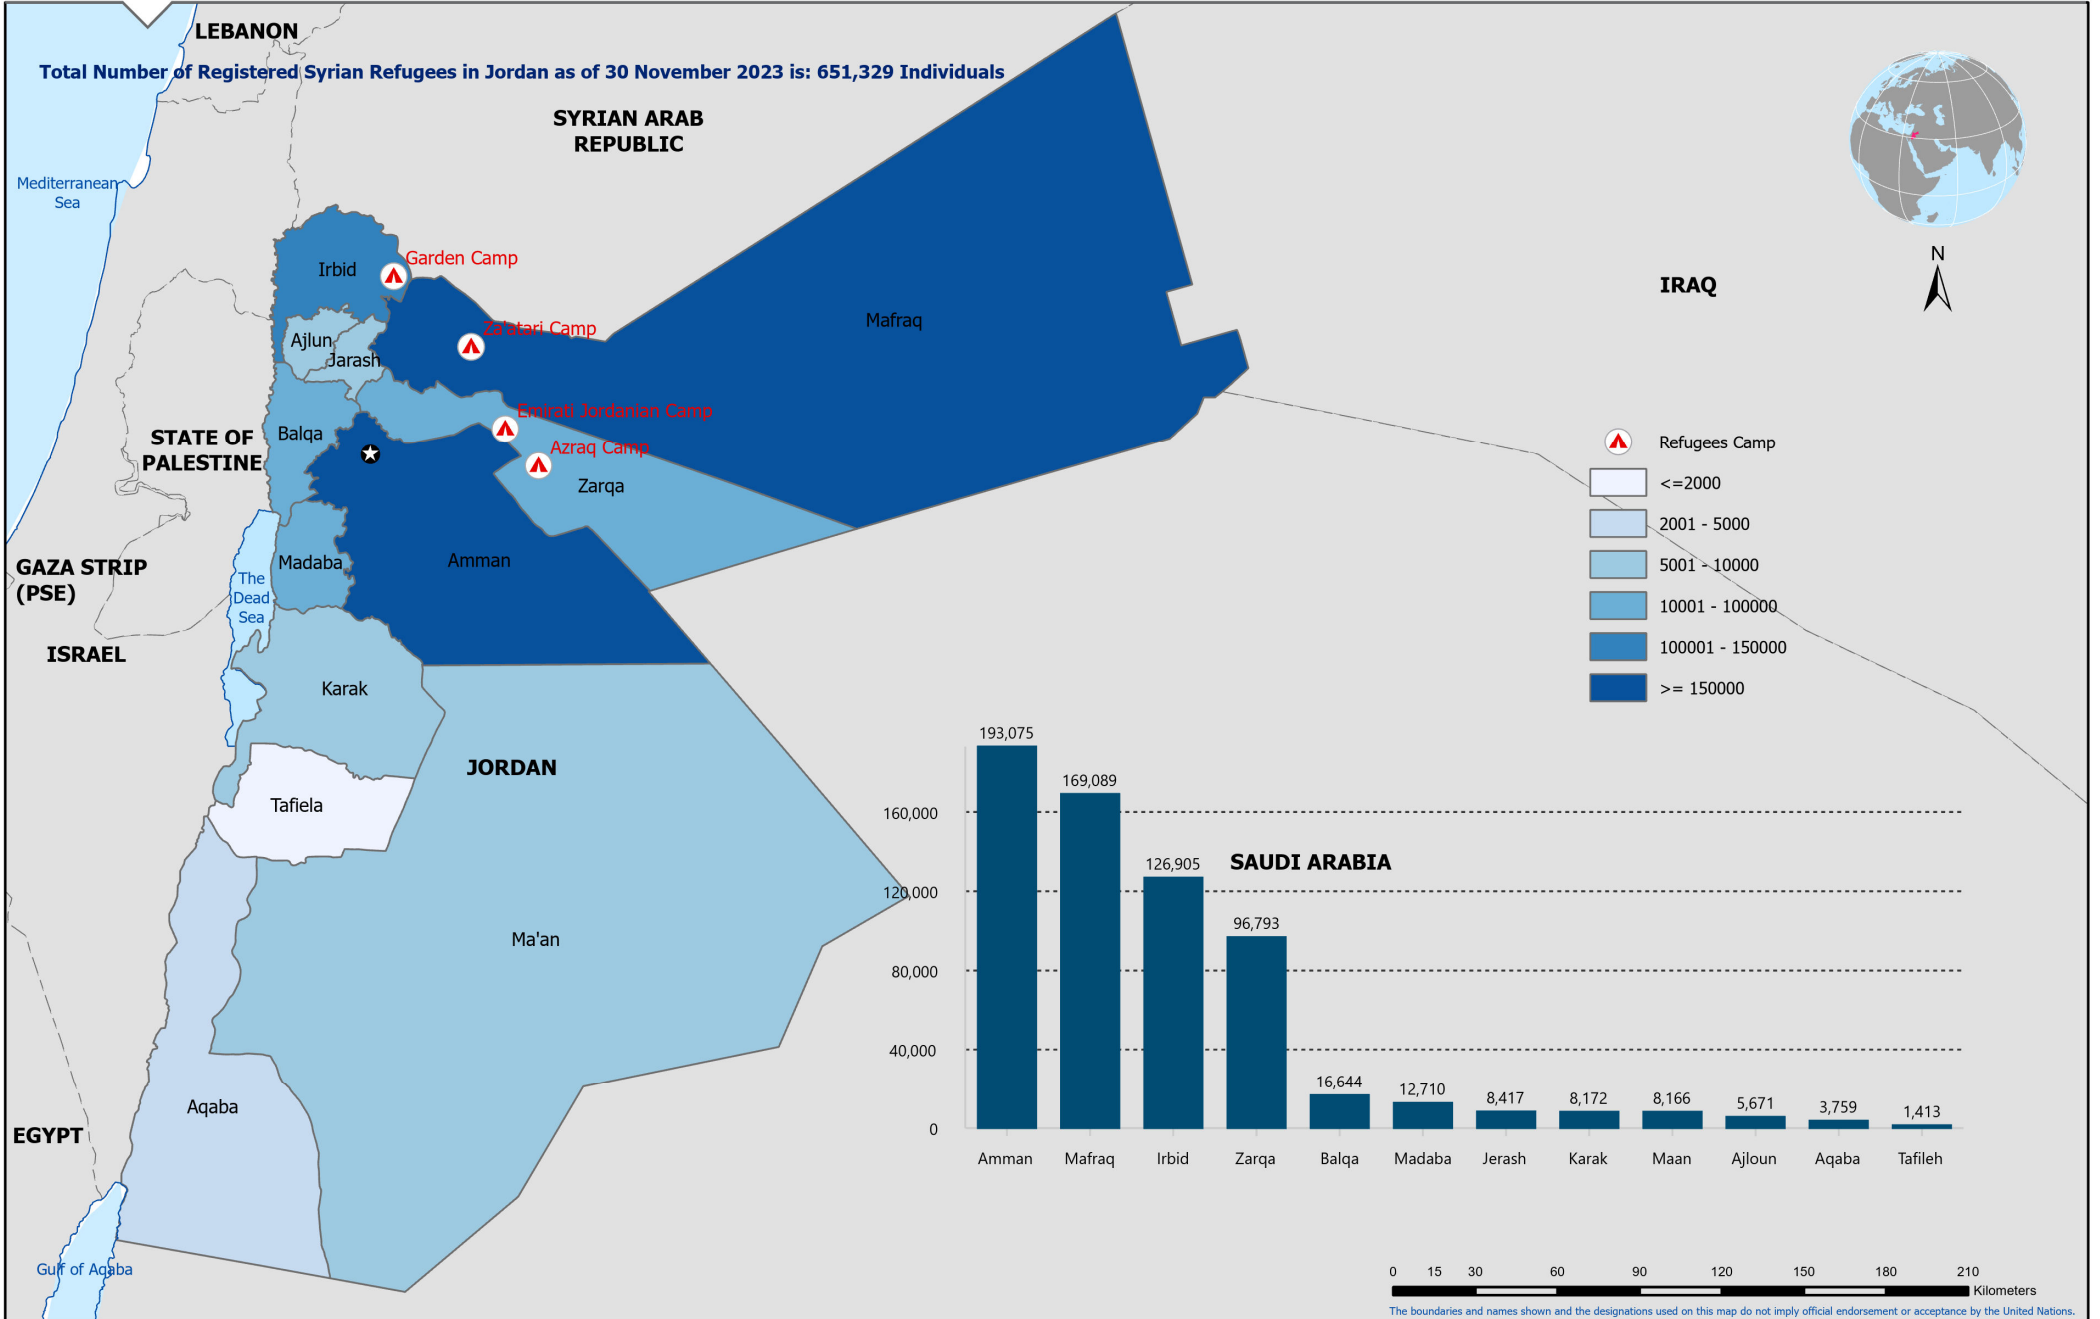 LEBANON
Total Number of Registered Syrian Refugees in Jordan as of 30 November 2023 is: 651,329 Individuals
SYRIAN ARAB
REPUBLIC
Mediterranean
Sea
N
IRAQ
Irbid
Garden Camp
Mafraq
Za'atari Camp
Ajlun
Jarash
Emirati Jordanian Camp
Balqa
STATE OF
PALESTINE
Azraq Camp
Zarqa
Refugees Camp
<=2000
2001 - 5000
5001 - 10000
10001 - 100000
100001 - 150000
>= 150000
Madaba
Amman
GAZA STRIP
(PSE)
The
Dead
Sea
ISRAEL
Karak
JORDAN
Tafiela
Ma'an
Aqaba
EGYPT
Gulf of Aqaba
SAUDI ARABIA
193,075
169,089
126,905
96,793
16,644
12,710
8,417
8,172
8,166
5,671
3,759
1,413
160,000
120,000
80,000
40,000
0
Amman Mafraq Irbid Zarqa Balqa Madaba Jerash Karak Maan Ajloun Aqaba Tafileh
0 15 30 60 90 120 150 180 210
Kilometers
The boundaries and names shown and the designations used on this map do not imply official endorsement or acceptance by the United Nations.